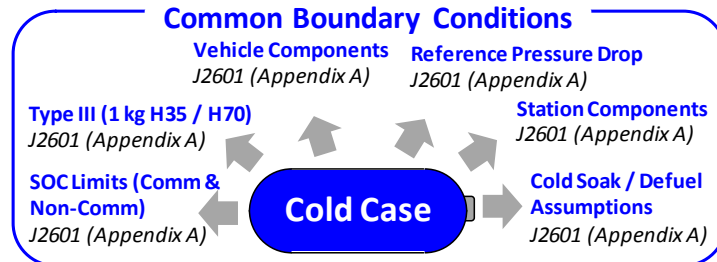 Common Boundary Conditions
Vehicle Components
J2601 (Appendix A)
Reference Pressure Drop
J2601 (Appendix A)
Type III (1 kg H35 / H70)
J2601 (Appendix A)
Station Components
J2601 (Appendix A)
SOC Limits (Comm &
Non-Comm)
J2601 (Appendix A)
Cold Case
Cold Soak / Defuel
Assumptions
J2601 (Appendix A)